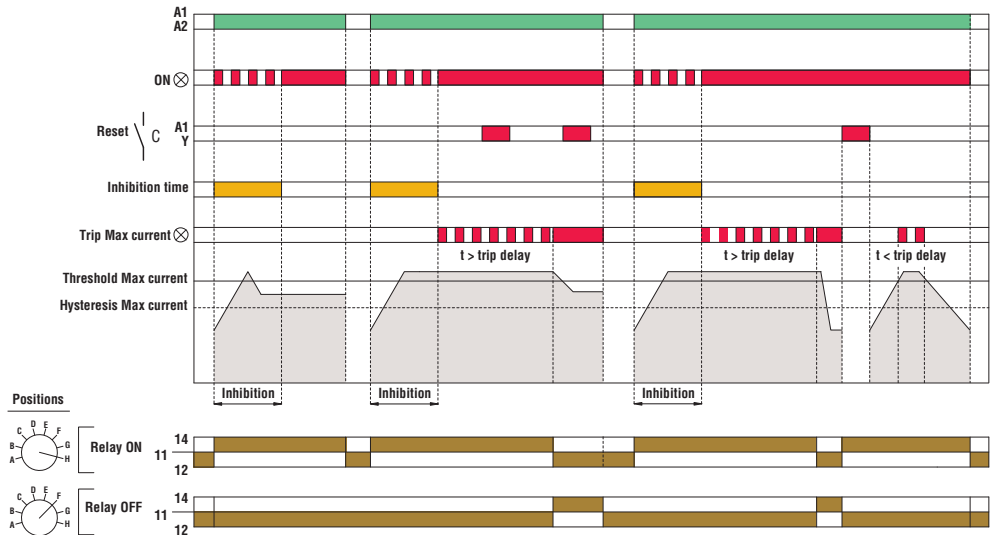 A1
A2
ON
Reset C A1
Y
Inhibition time
Trip Max current
t > trip delay t > trip delay t < trip delay
Threshold Max current
Hysteresis Max current
Inhibition Inhibition Inhibition
Positions
A B C D E F G H
Relay ON 11 14
12
A B C D E F G H
Relay OFF 11 14
12